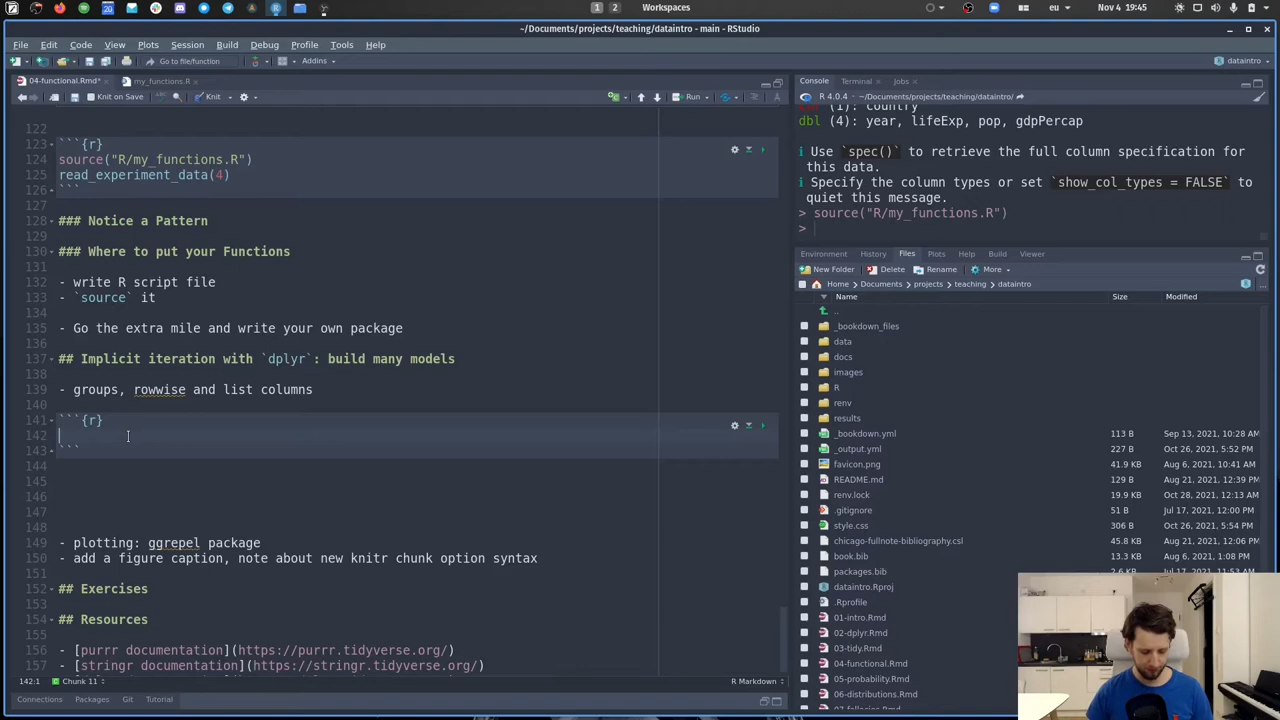 Workspaces
eu
Nov 4 19:45
~/Documents/projects/teaching/dataintro - main - RStudio
File Edit Code View Plots Session Build Debug Profile Tools Help
Go to file/function Addins dataintro
04-functional.Rmd* my_functions.R
Knit on Save Knit Run
122
123 ```{r}
124 source("R/my_functions.R")
125 read_experiment_data(4)
126 ```
127
128 ### Notice a Pattern
129
130 ### Where to put your Functions
131
132 - write R script file
133 - `source` it
134
135 - Go the extra mile and write your own package
136
137 ## Implicit iteration with `dplyr`: build many models
138
139 - groups, rowwise and list columns
140
141 ```{r}
142
143 ```
144
145
146
147
148
149 - plotting: ggrepel package
150 - add a figure caption, note about new knitr chunk option syntax
151
152 ## Exercises
153
154 ## Resources
155
156 - [purrr documentation](https://purrr.tidyverse.org/)
157 - [stringr documentation](https://stringr.tidyverse.org/)
142:1 Chunk 11 R Markdown
Connections Packages Git Tutorial
Console Terminal Jobs
R 4.0.4 · ~/Documents/projects/teaching/dataintro/
(1): country
dbl (4): year, lifeExp, pop, gdpPercap
ℹ Use `spec()` to retrieve the full column specification for
this data.
ℹ Specify the column types or set `show_col_types = FALSE` to
quiet this message.
> source("R/my_functions.R")
>
Environment History Files Plots Help Build Viewer
New Folder Delete Rename More
Home Documents projects teaching dataintro
Name Size Modified
..
_bookdown_files
data
docs
images
R
renv
results
_bookdown.yml 113 B Sep 13, 2021, 10:28 AM
_output.yml 227 B Oct 26, 2021, 5:52 PM
favicon.png 41.9 KB Aug 6, 2021, 10:41 AM
README.md 129 B Aug 6, 2021, 12:39 PM
renv.lock 19.9 KB Oct 28, 2021, 12:13 AM
.gitignore 51 B Jul 17, 2021, 12:00 PM
style.css 306 B Oct 26, 2021, 5:52 PM
chicago-fullnote-bibliography.csl 45.8 KB Aug 21, 2021, 12:06 PM
book.bib 13.3 KB Aug 6, 2021, 1:08 PM
packages.bib
dataintro.Rproj
.Rprofile
01-intro.Rmd
02-dplyr.Rmd
03-tidy.Rmd
04-functional.Rmd
05-probability.Rmd
06-distributions.Rmd